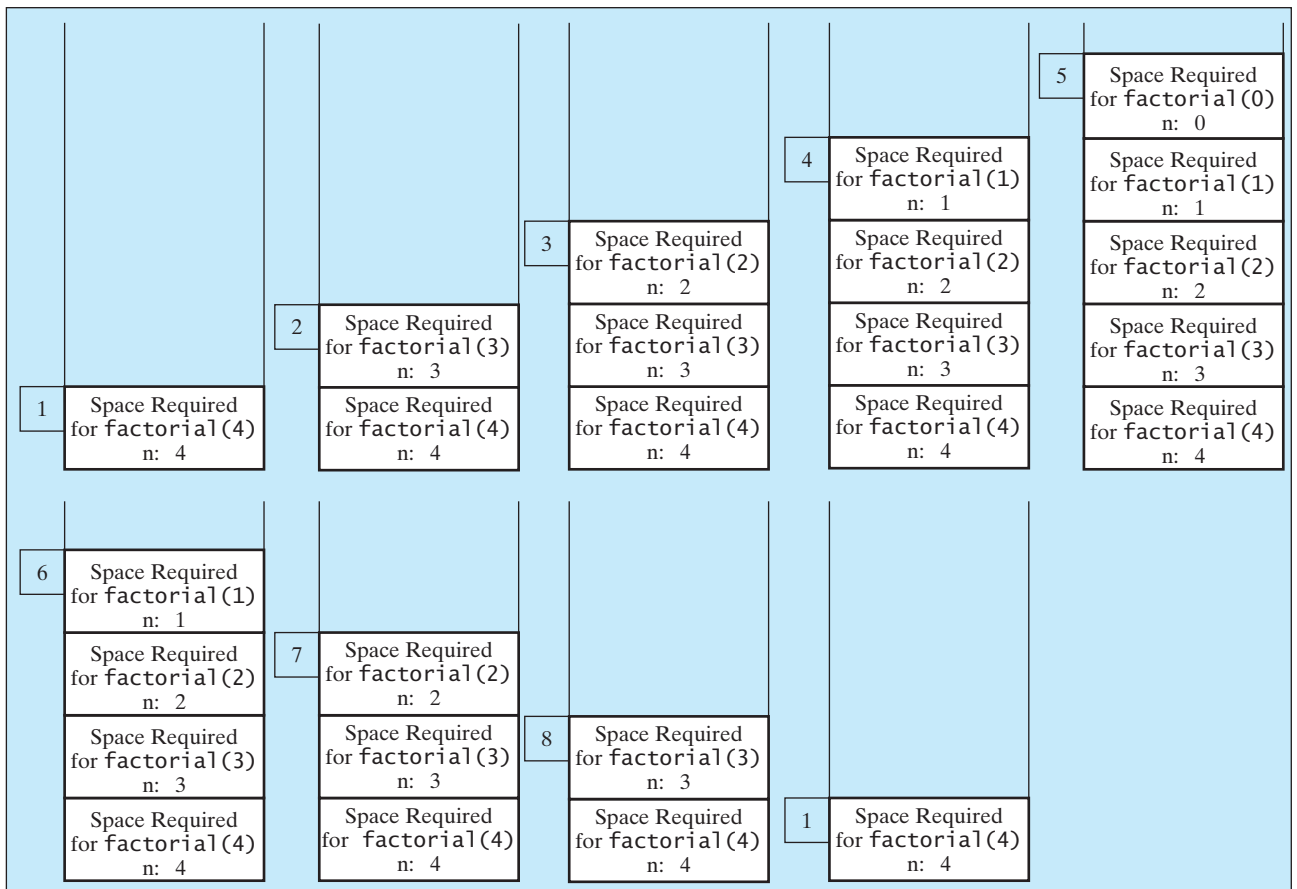 5
Space Required
for factorial(0)
n: 0
Space Required
for factorial(1)
n: 1
Space Required
for factorial(2)
n: 2
Space Required
for factorial(3)
n: 3
Space Required
for factorial(4)
n: 4
4
Space Required
for factorial(1)
n: 1
Space Required
for factorial(2)
n: 2
Space Required
for factorial(3)
n: 3
Space Required
for factorial(4)
n: 4
3
Space Required
for factorial(2)
n: 2
Space Required
for factorial(3)
n: 3
Space Required
for factorial(4)
n: 4
2
Space Required
for factorial(3)
n: 3
Space Required
for factorial(4)
n: 4
1
Space Required
for factorial(4)
n: 4
6
Space Required
for factorial(1)
n: 1
Space Required
for factorial(2)
n: 2
Space Required
for factorial(3)
n: 3
Space Required
for factorial(4)
n: 4
7
Space Required
for factorial(2)
n: 2
Space Required
for factorial(3)
n: 3
Space Required
for factorial(4)
n: 4
8
Space Required
for factorial(3)
n: 3
Space Required
for factorial(4)
n: 4
1
Space Required
for factorial(4)
n: 4